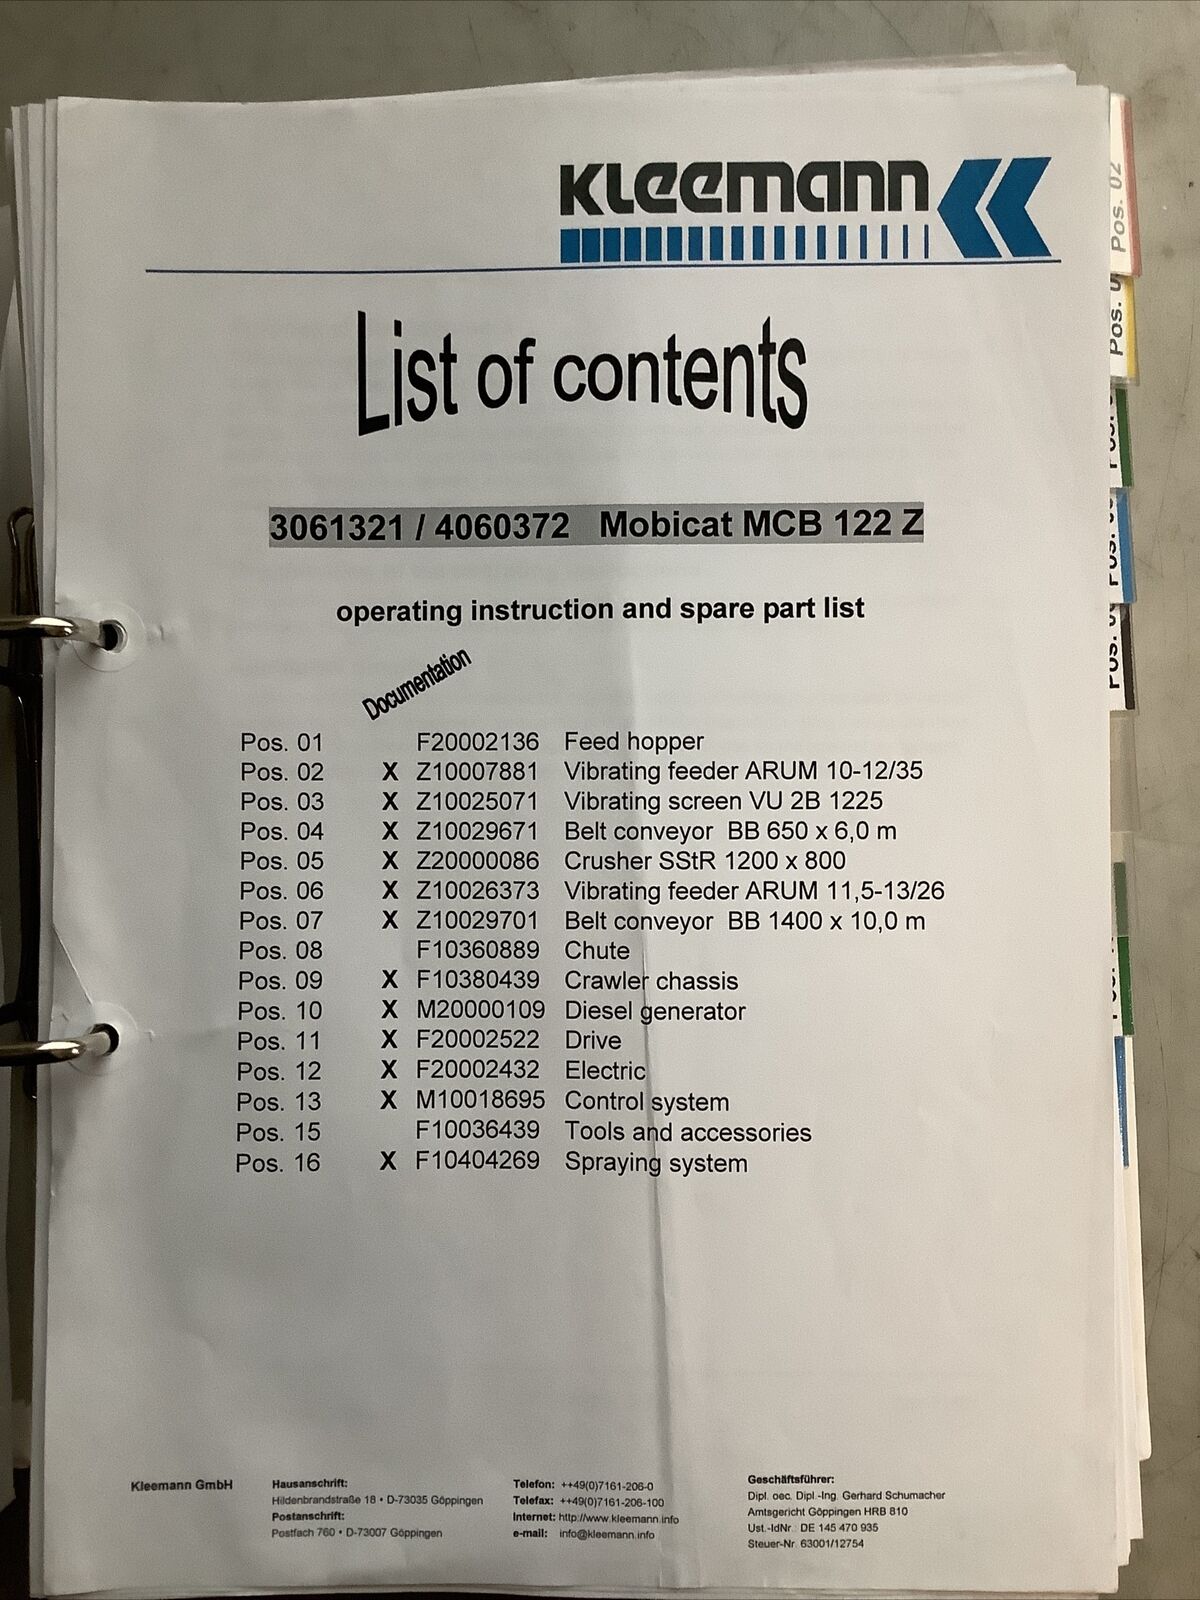 KLEEMANN
List of contents
3061321 / 4060372 Mobicat MCB 122 Z
operating instruction and spare part list
Documentation
Pos. 01 F20002136 Feed hopper
Pos. 02 X Z10007881 Vibrating feeder ARUM 10-12/35
Pos. 03 X Z10025071 Vibrating screen VU 2B 1225
Pos. 04 X Z10029671 Belt conveyor BB 650 x 6,0 m
Pos. 05 X Z20000086 Crusher SStR 1200 x 800
Pos. 06 X Z10026373 Vibrating feeder ARUM 11,5-13/26
Pos. 07 X Z10029701 Belt conveyor BB 1400 x 10,0 m
Pos. 08 F10360889 Chute
Pos. 09 X F10380439 Crawler chassis
Pos. 10 X M20000109 Diesel generator
Pos. 11 X F20002522 Drive
Pos. 12 X F20002432 Electric
Pos. 13 X M10018695 Control system
Pos. 15 F10036439 Tools and accessories
Pos. 16 X F10404269 Spraying system
Kleemann GmbH
Hausanschrift:
Hildenbrandstraße 18 • D-73035 Göppingen
Postanschrift:
Postfach 760 • D-73007 Göppingen
Telefon: ++49(0)7161-206-0
Telefax: ++49(0)7161-206-100
Internet: http://www.kleemann.info
e-mail: info@kleemann.info
Geschäftsführer:
Dipl. oec. Dipl.-Ing. Gerhard Schumacher
Amtsgericht Göppingen HRB 810
Ust.-IdNr.: DE 145 470 935
Steuer-Nr. 63001/12754
Pos. 02
Pos.
Pos.
Pos.